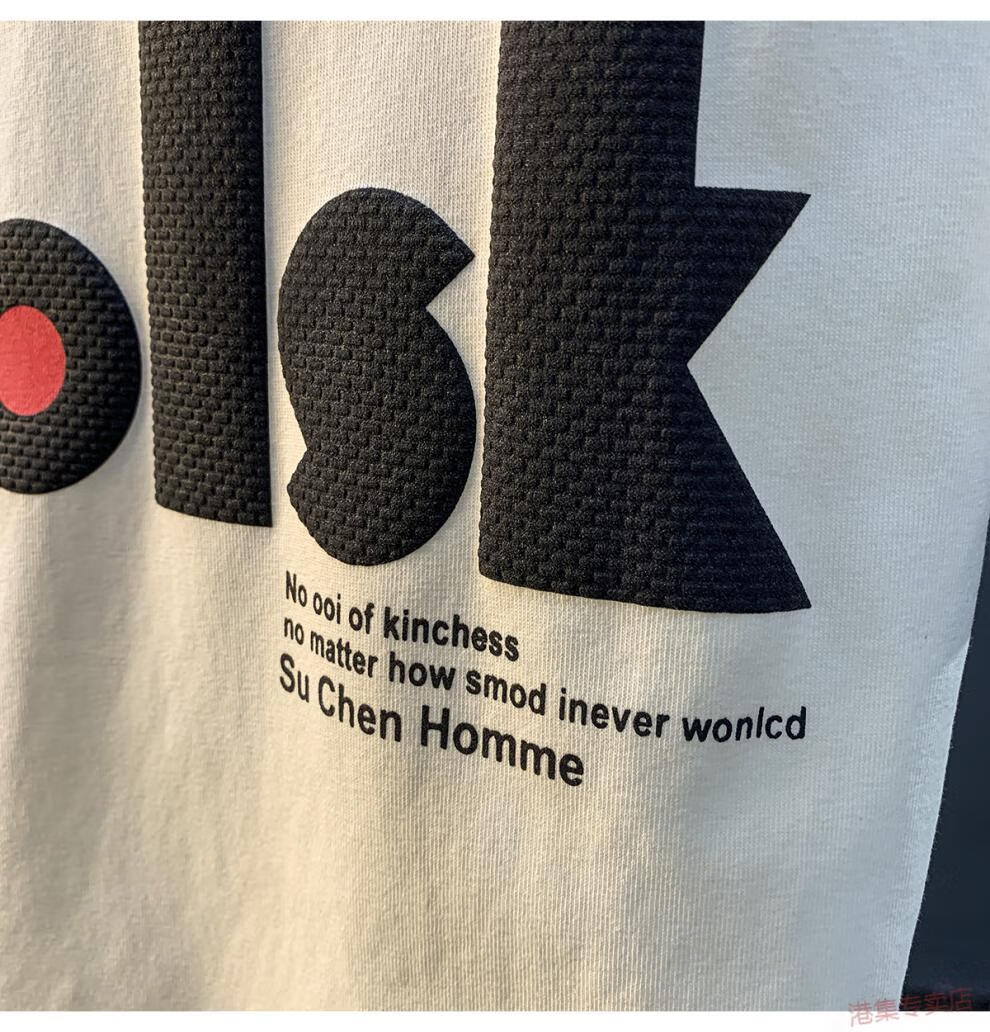 olsk
No ooi of kinchess
no matter how smod inever wonlcd
Su Chen Homme
港集专卖店